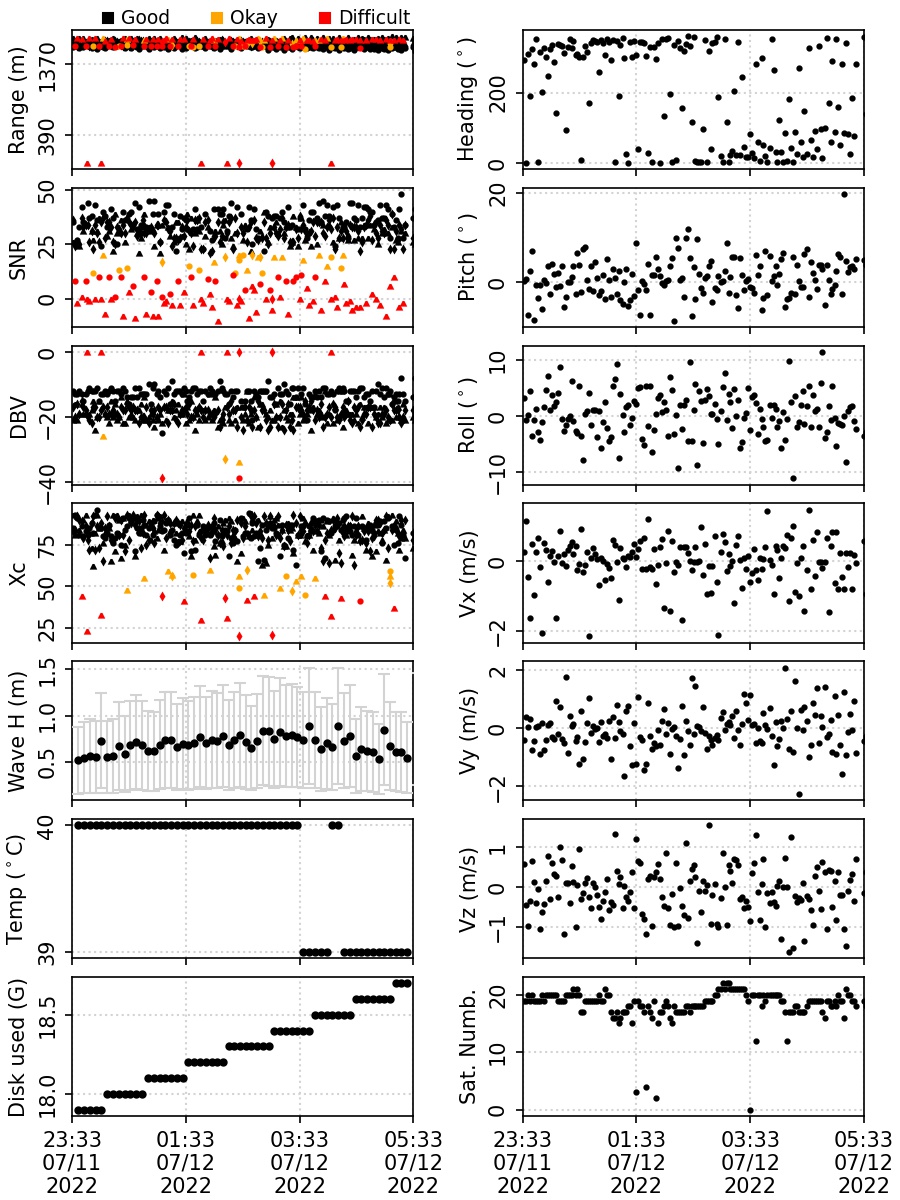 Good Okay Difficult
Range (m)
1370
390
Heading (°)
200
0
SNR
50
25
0
Pitch (°)
20
0
DBV
0
−20
−40
Roll (°)
10
0
−10
Xc
75
50
25
Vx (m/s)
0
−2
Wave H (m)
1.5
1.0
0.5
Vy (m/s)
2
0
−2
Temp (°C)
40
39
Vz (m/s)
1
0
−1
Disk used (G)
18.5
18.0
Sat. Numb.
20
10
0
23:33 01:33 03:33 05:33
07/11 07/12 07/12 07/12
2022 2022 2022 2022
23:33 01:33 03:33 05:33
07/11 07/12 07/12 07/12
2022 2022 2022 2022